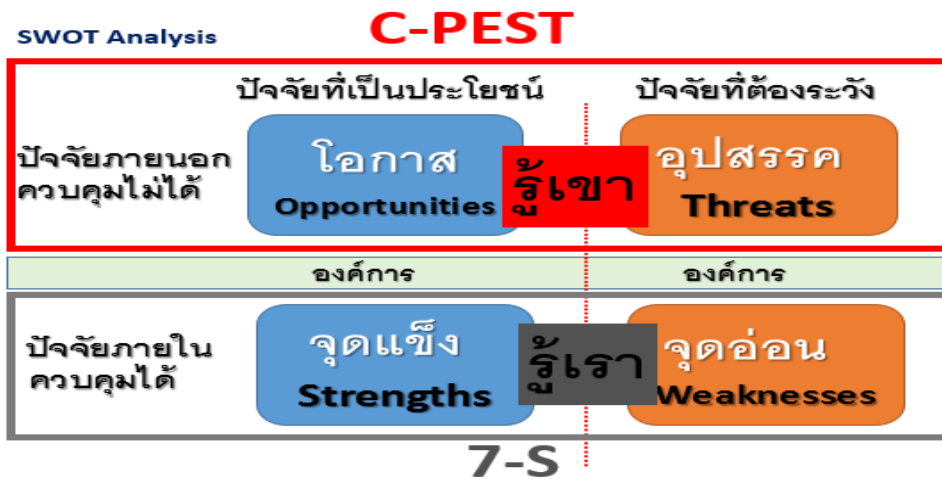 SWOT Analysis
C-PEST
ปัจจัยที่เป็นประโยชน์
ปัจจัยที่ต้องระวัง
ปัจจัยภายนอก
ควบคุมไม่ได้
โอกาส
Opportunities
รู้เขา
อุปสรรค
Threats
องค์การ
องค์การ
ปัจจัยภายใน
ควบคุมได้
จุดแข็ง
Strengths
รู้เรา
จุดอ่อน
Weaknesses
7-S